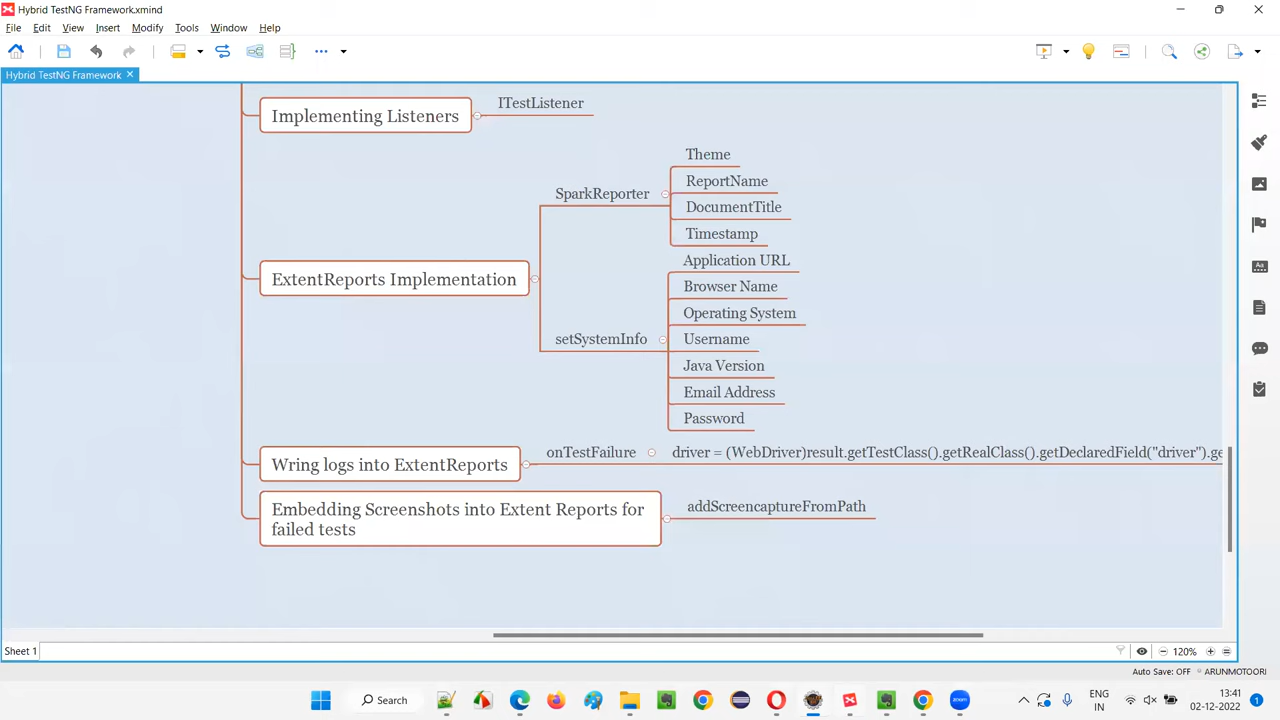 Hybrid TestNG Framework.xmind
File Edit View Insert Modify Tools Window Help
Hybrid TestNG Framework
Implementing Listeners
ITestListener
ExtentReports Implementation
SparkReporter
Theme
ReportName
DocumentTitle
Timestamp
setSystemInfo
Application URL
Browser Name
Operating System
Username
Java Version
Email Address
Password
Wring logs into ExtentReports
onTestFailure
driver = (WebDriver)result.getTestClass().getRealClass().getDeclaredField("driver").ge
Embedding Screenshots into Extent Reports for
failed tests
addScreencaptureFromPath
Sheet 1
120%
Auto Save: OFF
ARUNMOTOORI
Search
ENG
IN
13:41
02-12-2022
1